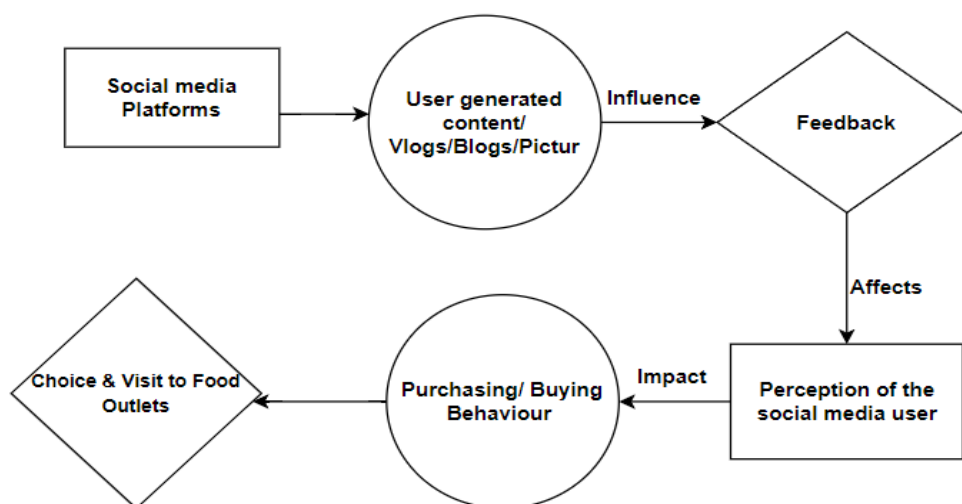 Social media
Platforms
User generated
content/
Vlogs/Blogs/Pictur
Influence
Feedback
Affects
Perception of the
social media user
Impact
Purchasing/ Buying
Behaviour
Choice & Visit to Food
Outlets